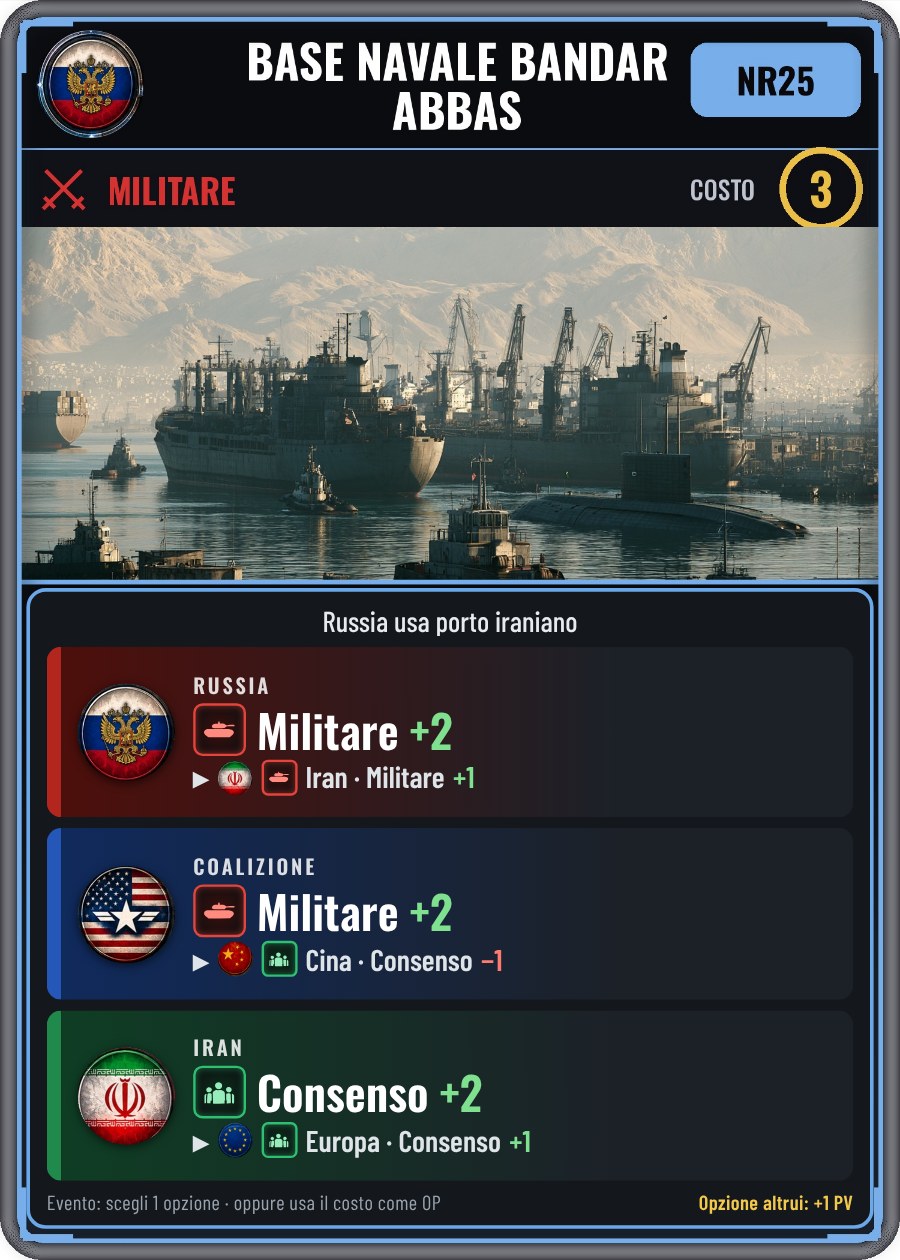 BASE NAVALE BANDAR
ABBAS
NR25
MILITARE
COSTO
3
Russia usa porto iraniano
RUSSIA
Militare +2
▶ Iran · Militare +1
COALIZIONE
Militare +2
▶ Cina · Consenso −1
IRAN
Consenso +2
▶ Europa · Consenso +1
Evento: scegli 1 opzione · oppure usa il costo come OP
Opzione altrui: +1 PV